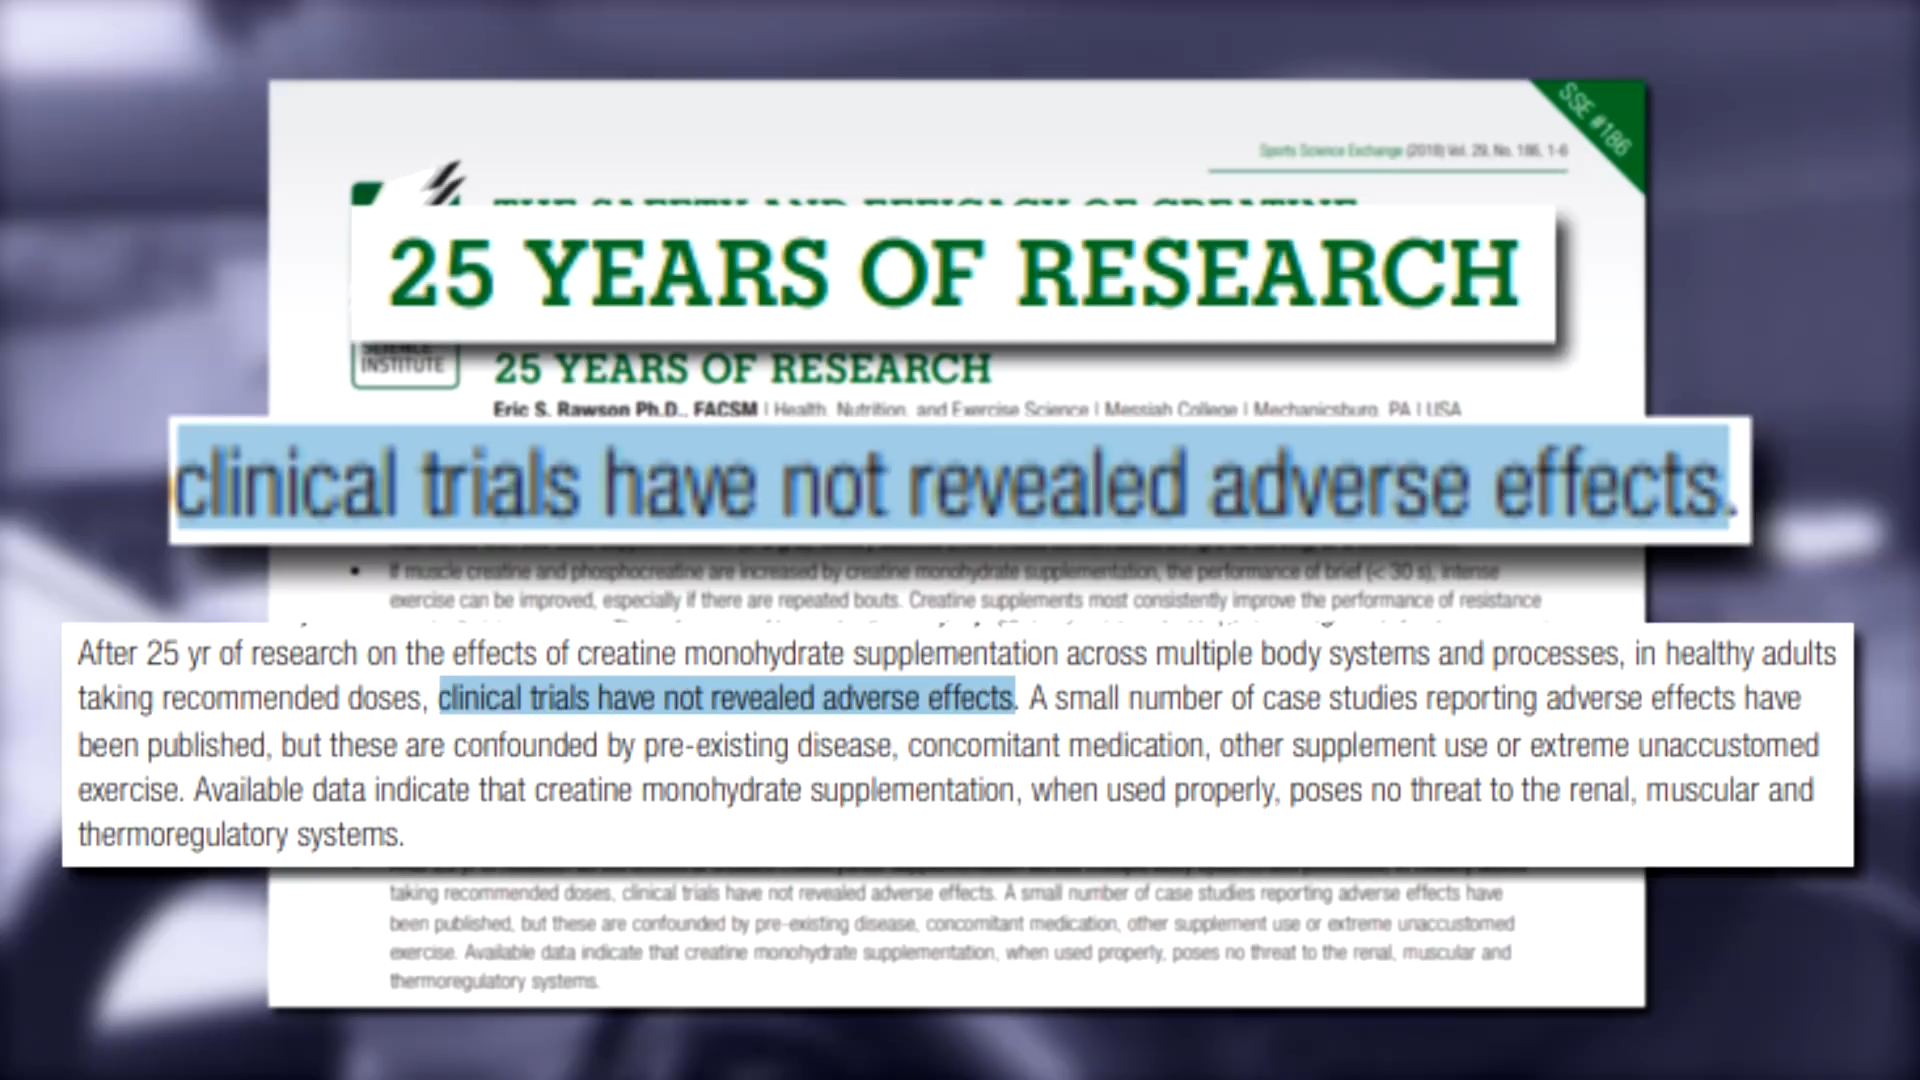 SSE #186
Sports Science Exchange (2018) Vol. 29, No. 186, 1-6
THE SAFETY AND EFFICACY OF CREATINE
25 YEARS OF RESEARCH
SCIENCE
INSTITUTE
25 YEARS OF RESEARCH
Eric S. Rawson Ph.D., FACSM | Health, Nutrition, and Exercise Science | Messiah College | Mechanicsburg, PA | USA
clinical trials have not revealed adverse effects.
• If muscle creatine and phosphocreatine are increased by creatine monohydrate supplementation, the performance of brief (< 30 s), intense
exercise can be improved, especially if there are repeated bouts. Creatine supplements most consistently improve the performance of resistance
After 25 yr of research on the effects of creatine monohydrate supplementation across multiple body systems and processes, in healthy adults
taking recommended doses, clinical trials have not revealed adverse effects. A small number of case studies reporting adverse effects have
been published, but these are confounded by pre-existing disease, concomitant medication, other supplement use or extreme unaccustomed
exercise. Available data indicate that creatine monohydrate supplementation, when used properly, poses no threat to the renal, muscular and
thermoregulatory systems.
taking recommended doses, clinical trials have not revealed adverse effects. A small number of case studies reporting adverse effects have
been published, but these are confounded by pre-existing disease, concomitant medication, other supplement use or extreme unaccustomed
exercise. Available data indicate that creatine monohydrate supplementation, when used properly, poses no threat to the renal, muscular and
thermoregulatory systems.